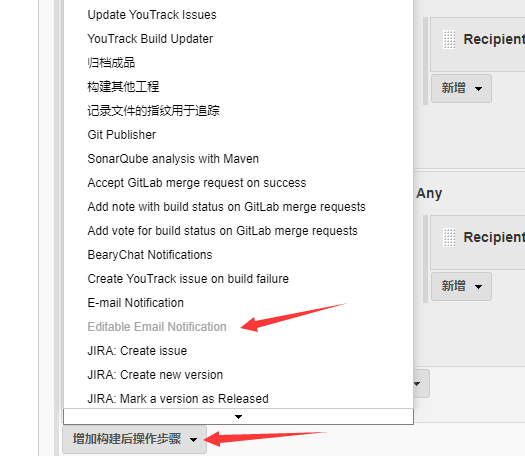 Update YouTrack Issues
YouTrack Build Updater
归档成品
构建其他工程
记录文件的指纹用于追踪
Git Publisher
SonarQube analysis with Maven
Accept GitLab merge request on success
Add note with build status on GitLab merge requests
Add vote for build status on GitLab merge requests
BearyChat Notifications
Create YouTrack issue on build failure
E-mail Notification
Editable Email Notification
JIRA: Create issue
JIRA: Create new version
JIRA: Mark a version as Released
增加构建后操作步骤
Recipient
新增
Any
Recipient
新增